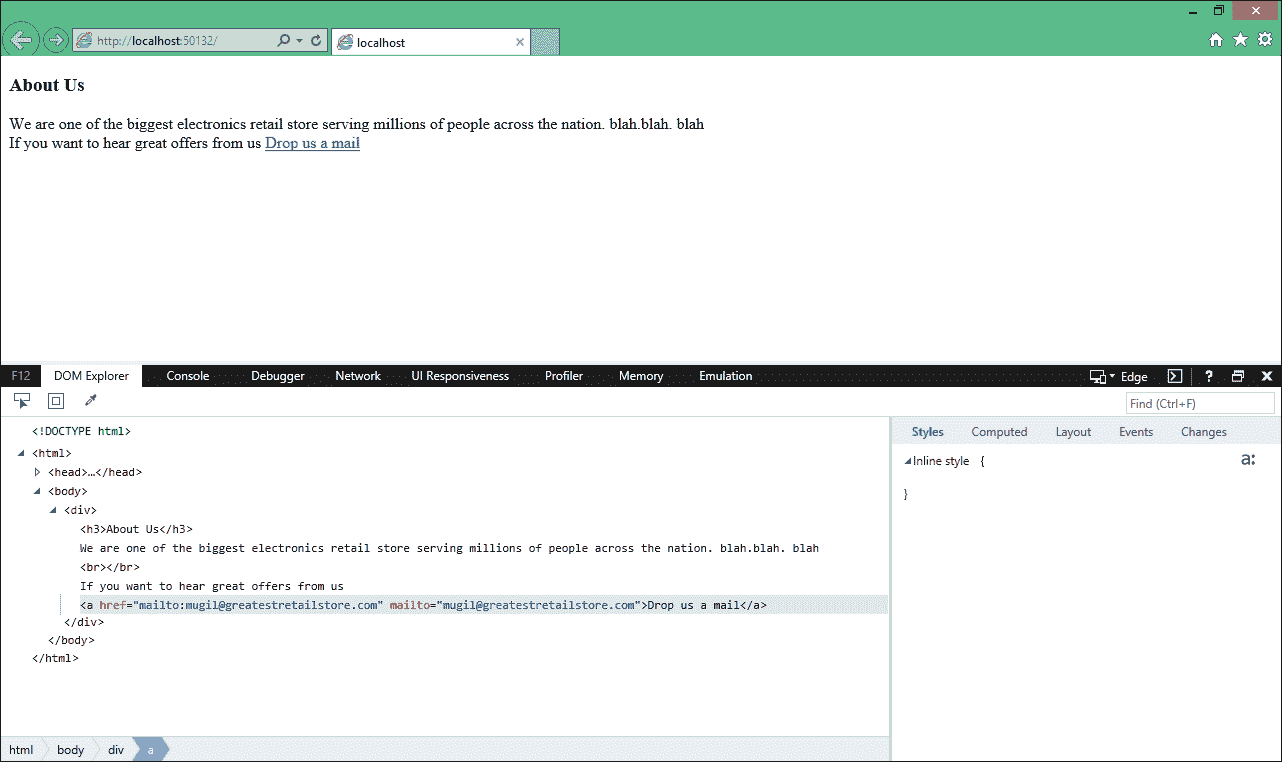 http://localhost:50132/
localhost
About Us
We are one of the biggest electronics retail store serving millions of people across the nation. blah.blah. blah
If you want to hear great offers from us Drop us a mail
F12 DOM Explorer Console Debugger Network UI Responsiveness Profiler Memory Emulation Edge ?
Find (Ctrl+F)
<!DOCTYPE html>
<html>
<head>…</head>
<body>
<div>
<h3>About Us</h3>
We are one of the biggest electronics retail store serving millions of people across the nation. blah.blah. blah
<br></br>
If you want to hear great offers from us
<a href="mailto:mugil@greatestretailstore.com" mailto="mugil@greatestretailstore.com">Drop us a mail</a>
</div>
</body>
</html>
html body div a
Styles Computed Layout Events Changes
Inline style { a:
}